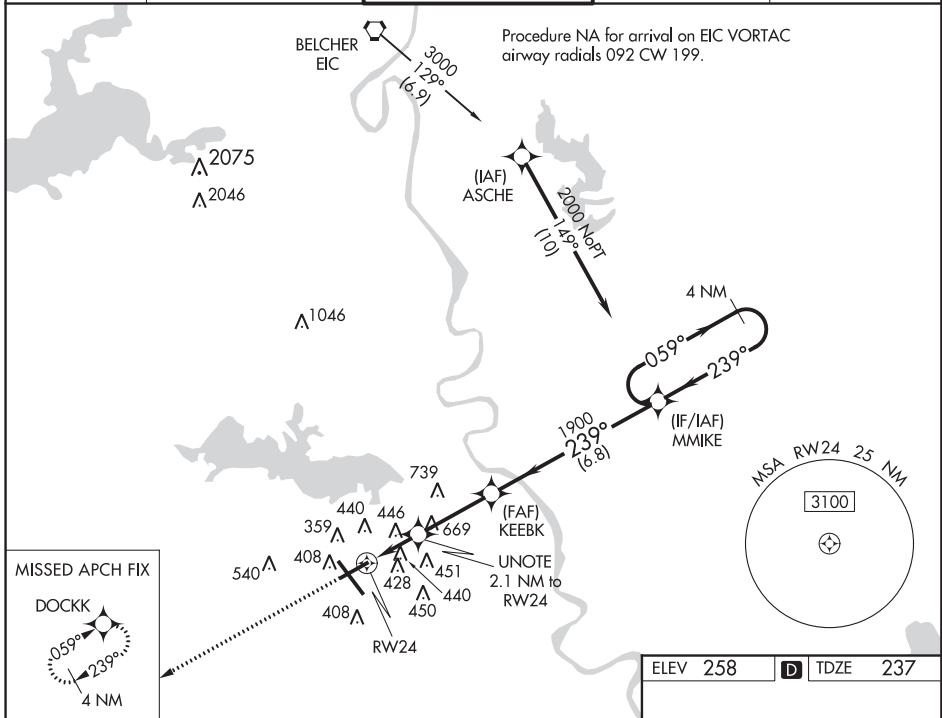 BELCHER
EIC
3000
129°
(6.9)
Procedure NA for arrival on EIC VORTAC
airway radials 092 CW 199.
2075
2046
(IAF)
ASCHE
2000 NoPT
149°
(10)
1046
4 NM
059°
239°
(IF/IAF)
MMIKE
1900
239°
(6.8)
MSA RW24 25 NM
3100
739
(FAF)
KEEBK
440
446
669
359
UNOTE
2.1 NM to
RW24
540
408
428
451
440
450
408
RW24
MISSED APCH FIX
DOCKK
059°
239°
4 NM
ELEV 258 D TDZE 237